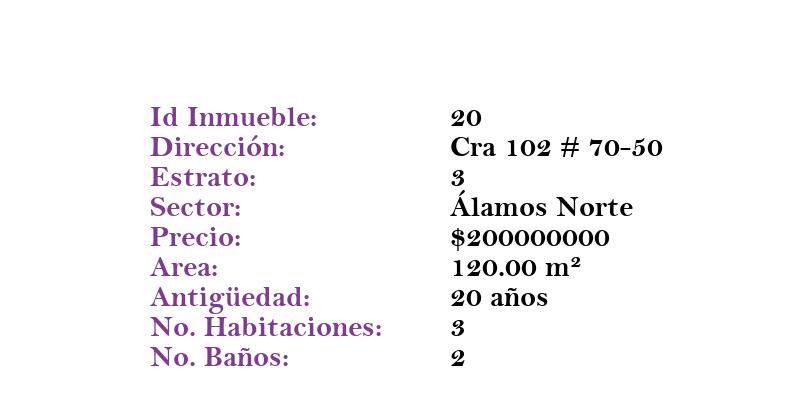 Id Inmueble: 20
Dirección: Cra 102 # 70-50
Estrato: 3
Sector: Álamos Norte
Precio: $200000000
Area: 120.00 m²
Antigüedad: 20 años
No. Habitaciones: 3
No. Baños: 2